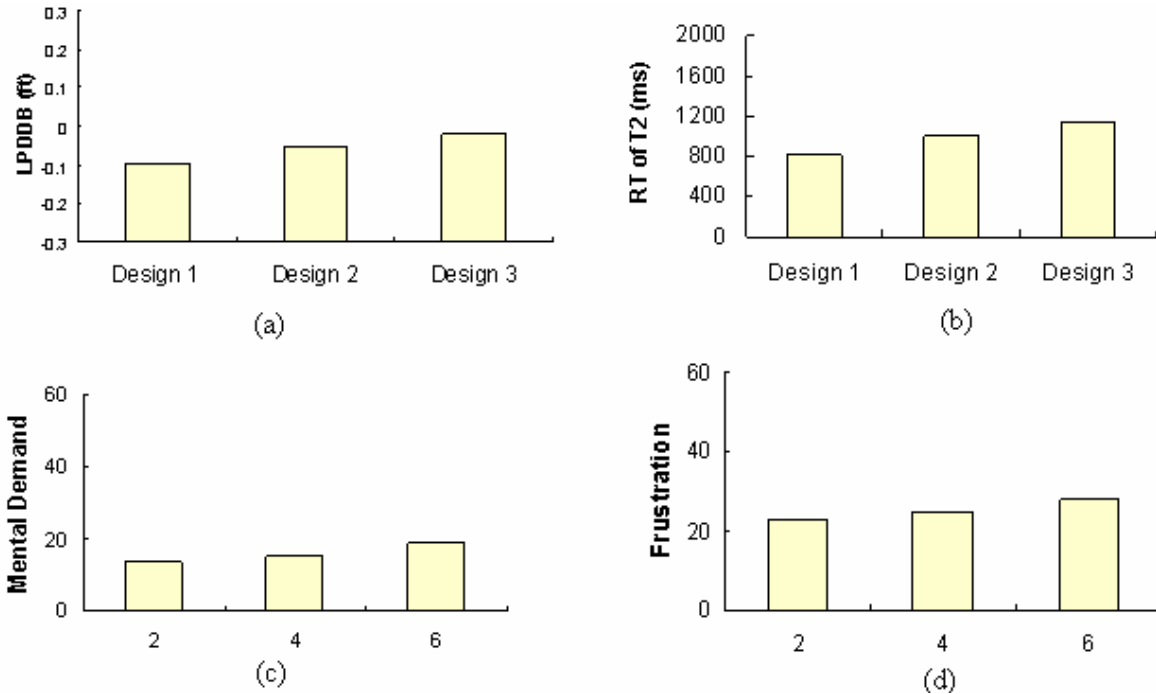 0.3
0.2
0.1
0
-0.1
-0.2
-0.3
LPDDB (ft)
Design 1 Design 2 Design 3
(a)
2000
1600
1200
800
400
0
RT of T2 (ms)
Design 1 Design 2 Design 3
(b)
60
40
20
0
Mental Demand
2 4 6
(c)
60
40
20
0
Frustration
2 4 6
(d)